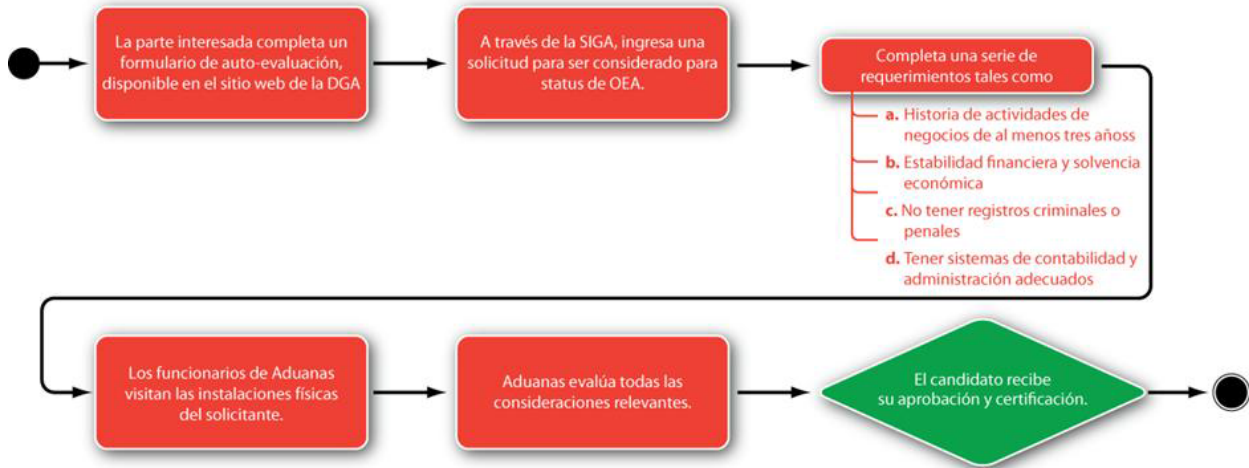 La parte interesada completa un
formulario de auto-evaluación,
disponible en el sitio web de la DGA
A través de la SIGA, ingresa una
solicitud para ser considerado para
status de OEA.
Completa una serie de
requerimientos tales como
a. Historia de actividades de
negocios de al menos tres añoss
b. Estabilidad financiera y solvencia
económica
c. No tener registros criminales o
penales
d. Tener sistemas de contabilidad y
administración adecuados
Los funcionarios de Aduanas
visitan las instalaciones físicas
del solicitante.
Aduanas evalúa todas las
consideraciones relevantes.
El candidato recibe
su aprobación y certificación.